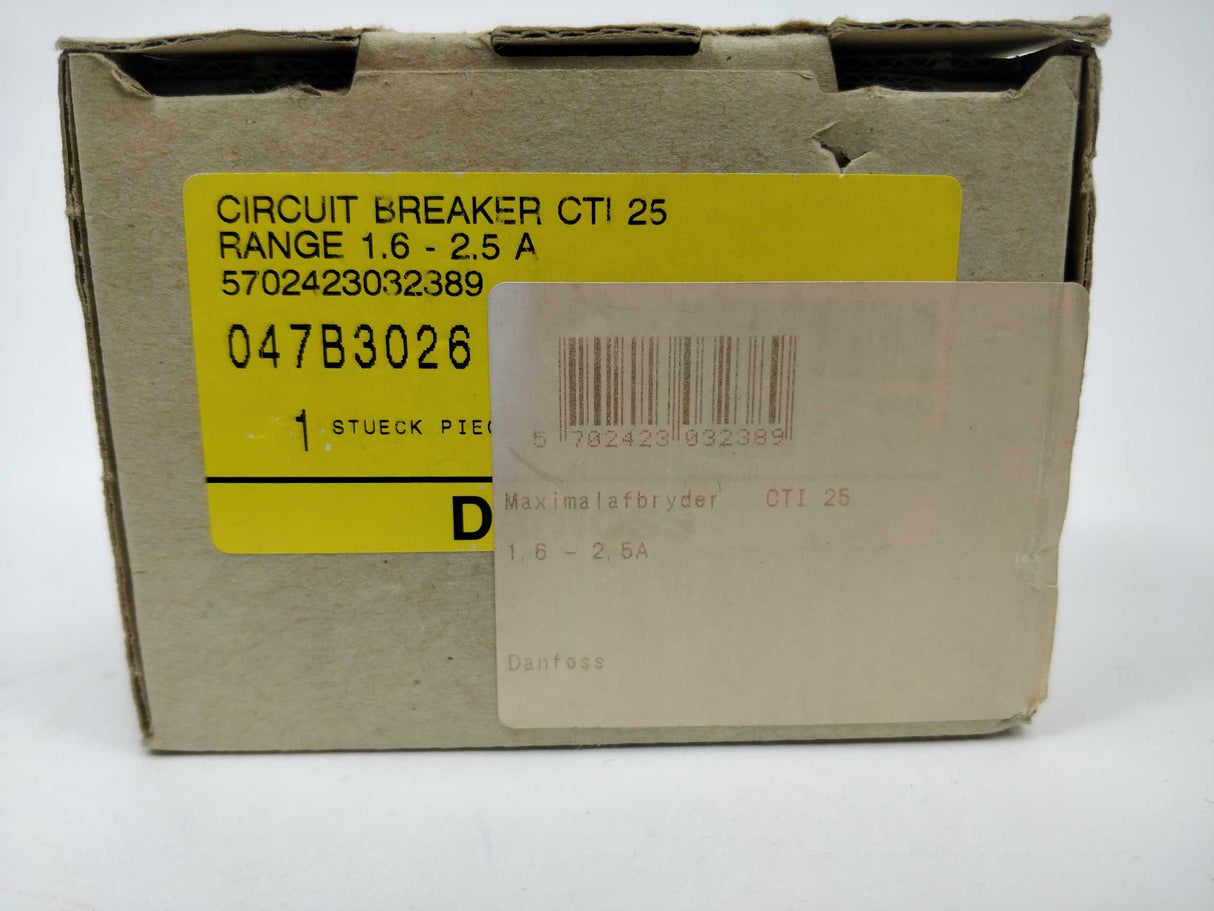 CIRCUIT BREAKER CTI 25
RANGE 1.6 - 2.5 A
5702423032389
047B3026
1 STUECK
D
5 702423 032389
Maximalafbryder CTI 25
1,6 - 2,5A
Danfoss